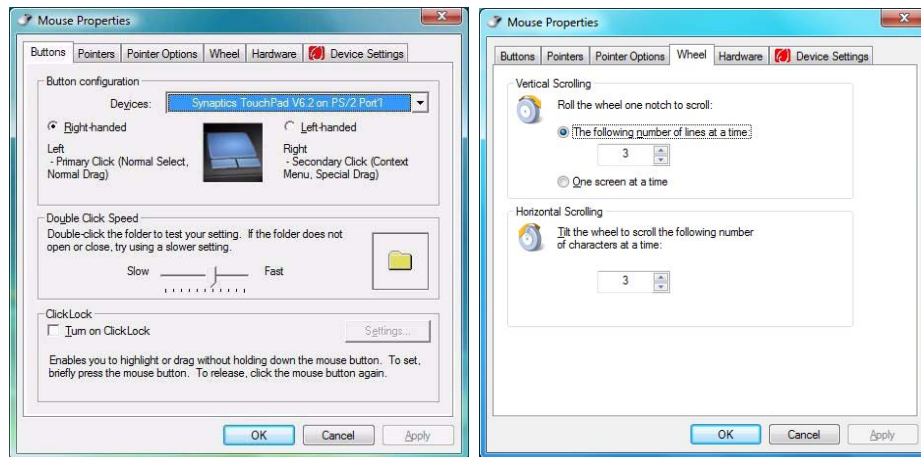 Mouse Properties
Buttons Pointers Pointer Options Wheel Hardware Device Settings
Button configuration
Devices: Synaptics TouchPad V6.2 on PS/2 Port1
Right-handed Left-handed
Left
- Primary Click (Normal Select,
Normal Drag)
Right
- Secondary Click (Context
Menu, Special Drag)
Double Click Speed
Double-click the folder to test your setting. If the folder does not
open or close, try using a slower setting.
Slow Fast
ClickLock
Turn on ClickLock Settings...
Enables you to highlight or drag without holding down the mouse button. To set,
briefly press the mouse button. To release, click the mouse button again.
OK Cancel Apply
Mouse Properties
Buttons Pointers Pointer Options Wheel Hardware Device Settings
Vertical Scrolling
Roll the wheel one notch to scroll:
The following number of lines at a time:
3
One screen at a time
Horizontal Scrolling
Tilt the wheel to scroll the following number
of characters at a time:
3
OK Cancel Apply